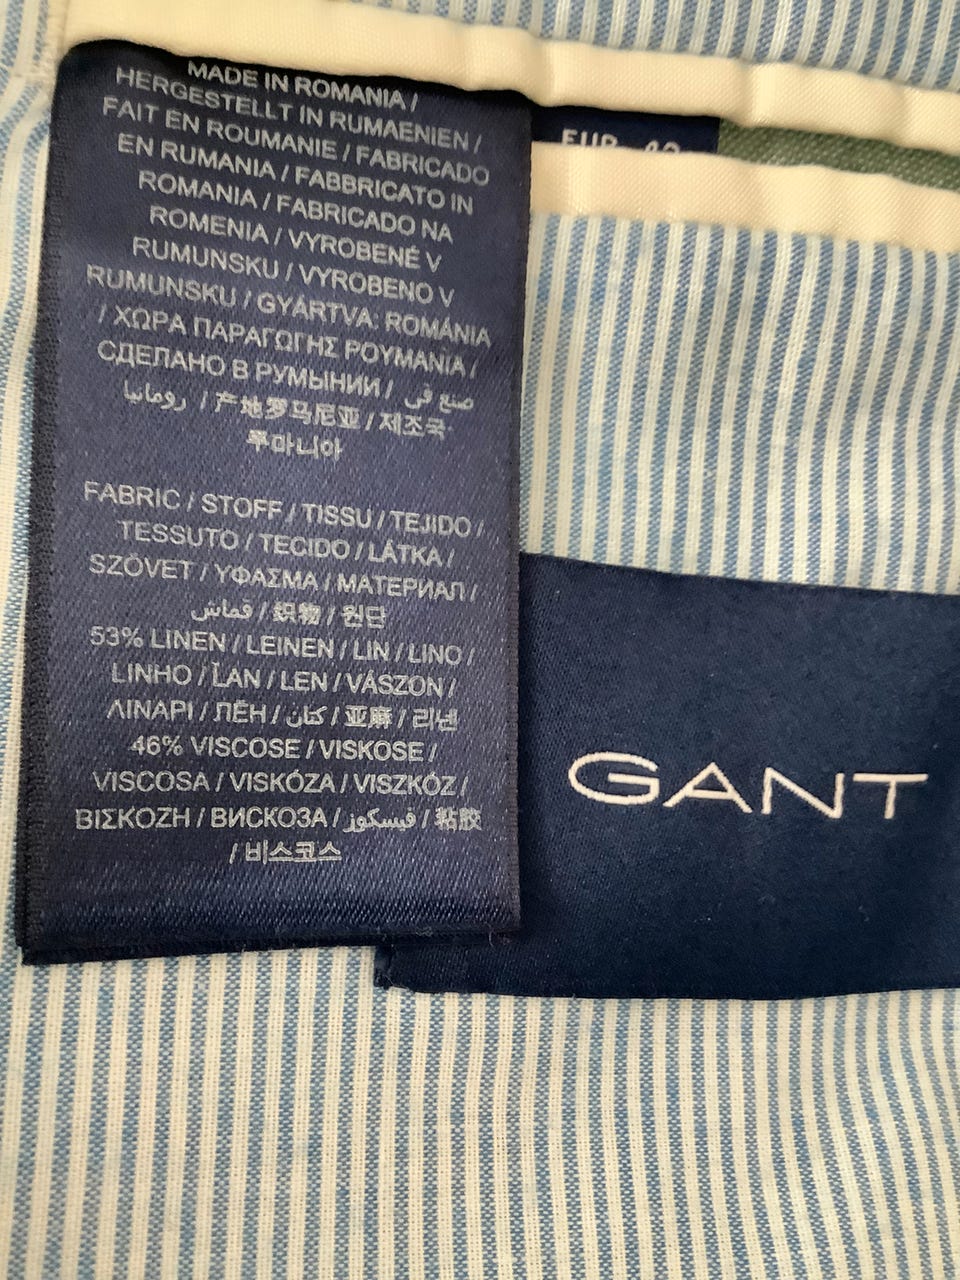 MADE IN ROMANIA /
HERGESTELLT IN RUMAENIEN /
FAIT EN ROUMANIE / FABRICADO
EN RUMANIA / FABBRICATO IN
ROMANIA / FABRICADO NA
ROMENIA / VYROBENÉ V
RUMUNSKU / VYROBENO V
RUMUNSKU / GYÁRTVA: ROMÁNIA
/ ΧΩΡΑ ΠΑΡΑΓΩΓΗΣ ΡΟΥΜΑΝΙΑ /
СДЕЛАНО В РУМЫНИИ / صنع في
رومانيا / 产地罗马尼亚 / 제조국:
루마니아
FABRIC / STOFF / TISSU / TEJIDO /
TESSUTO / TECIDO / LÁTKA /
SZÖVET / ΥΦΑΣΜΑ / МАТЕРИАЛ /
قماش / 织物 / 원단
53% LINEN / LEINEN / LIN / LINO /
LINHO / ĽAN / LEN / VÁSZON /
ΛΙΝΑΡΙ / ЛЁН / كتان / 亚麻 / 리넨
46% VISCOSE / VISKOSE /
VISCOSA / VISKÓZA / VISZKÓZ /
ΒΙΣΚΟΖΗ / ВИСКОЗА / فيسكوز / 粘胶
/ 비스코스
EUR
GANT